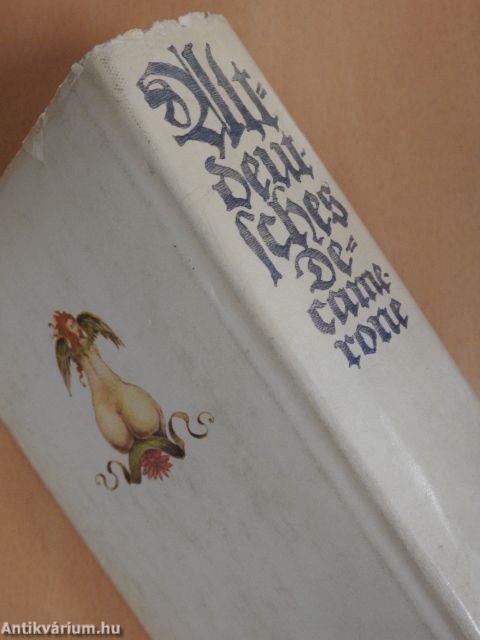 Alt=
deut-
sches
De=
came-
rone
Antikvárium.hu